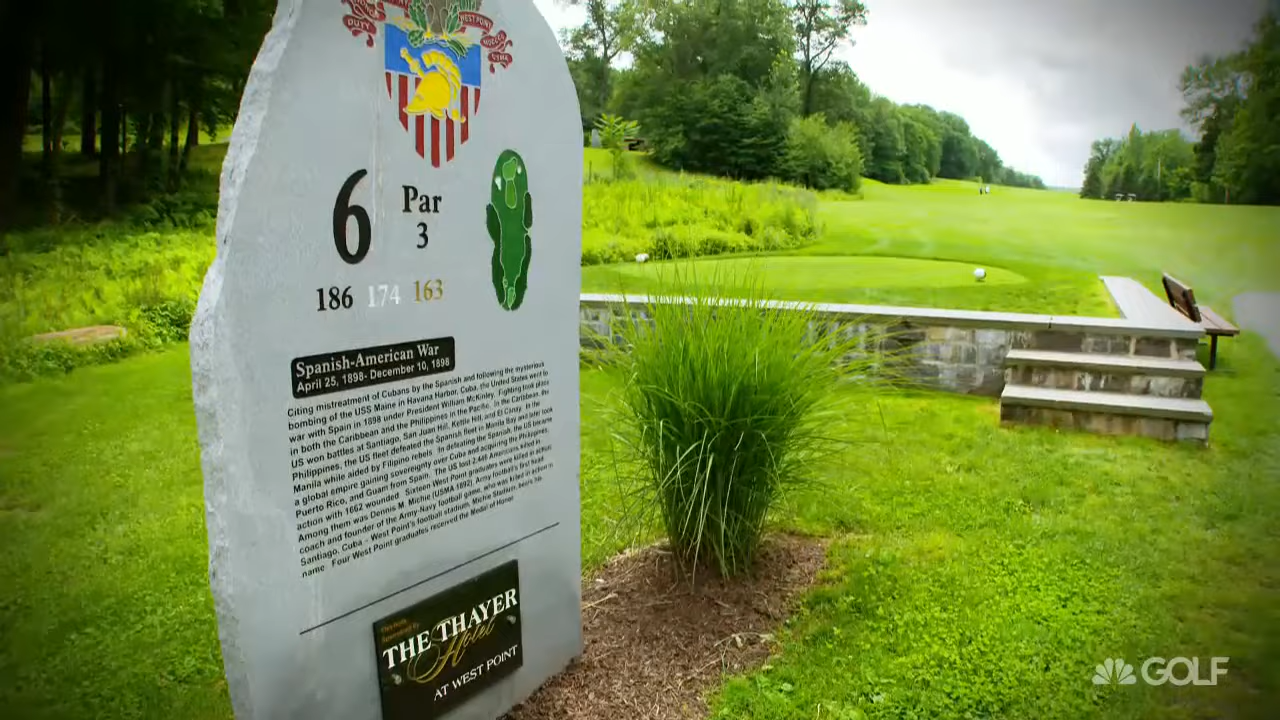 DUTY WEST POINT
USMA
6 Par
3
186 174 163
Spanish-American War
April 25, 1898- December 10, 1898
Citing mistreatment of Cubans by the Spanish and following the mysterious
bombing of the USS Maine in Havana Harbor, Cuba, the United States went to
war with Spain in 1898 under President William McKinley. Fighting took place
in both the Caribbean and the Philippines in the Pacific. In the Caribbean, the
US won battles at Santiago, San Juan Hill, Kettle Hill, and El Caney. In the
Philippines, the US fleet defeated the Spanish fleet in Manila Bay and later took
Manila while aided by Filipino rebels. In defeating the Spanish, the US became
a global empire gaining sovereignty over Cuba and acquiring the Philippines,
Puerto Rico, and Guam from Spain. The US lost 2,446 Americans, killed in
action with 1662 wounded. Sixteen West Point graduates were killed in action
Among them was Dennis M. Michie (USMA 1892), Army football's first head
coach and founder of the Army-Navy football game, who was killed in action in
Santiago, Cuba - West Point's football stadium, Michie Stadium, bears his
name. Four West Point graduates received the Medal of Honor.
This Hole
Sponsored by
THE THAYER
Hotel
AT WEST POINT
GOLF